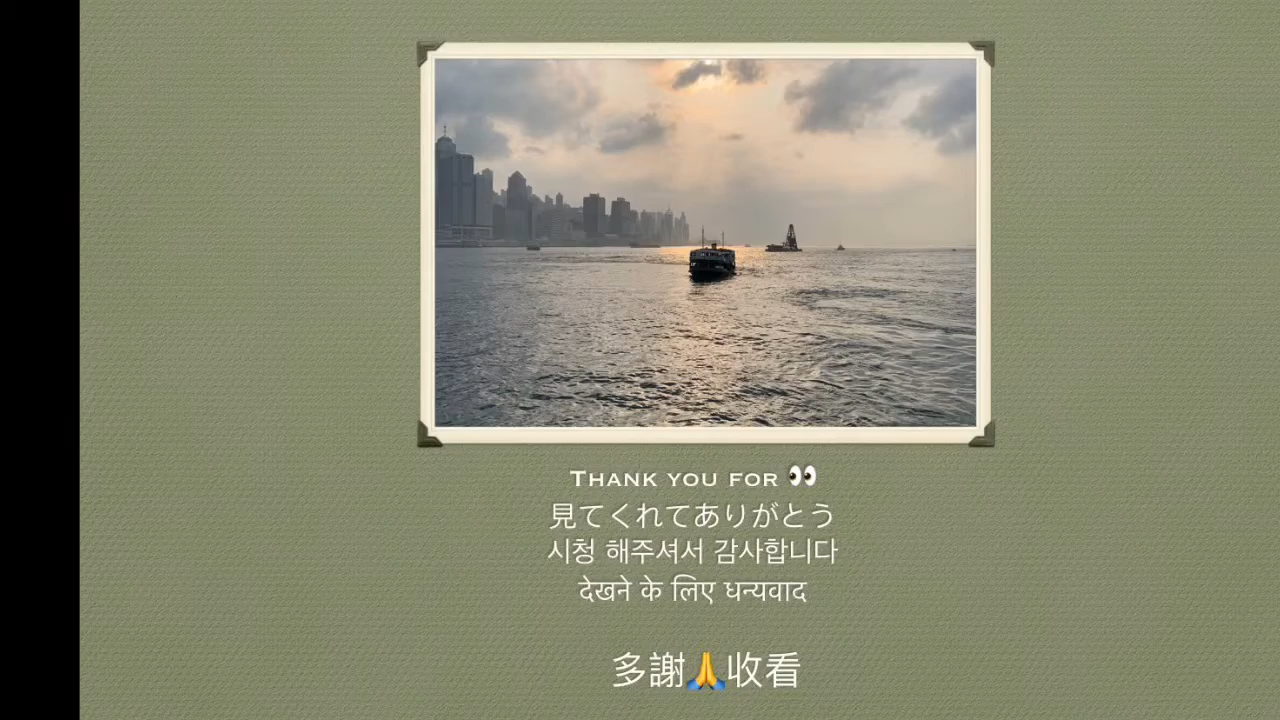 Thank you for 👀
見てくれてありがとう
시청 해주셔서 감사합니다
देखने के लिए धन्यवाद
多謝🙏收看